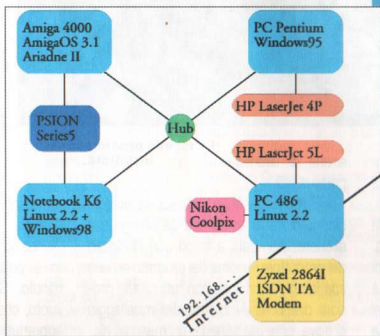 Amiga 4000
AmigaOS 3.1
Ariadne II
PC Pentium
Windows95
HP LaserJet 4P
PSION
Series5
Hub
HP LaserJet 5L
Notebook K6
Linux 2.2 +
Windows98
Nikon
Coolpix
PC 486
Linux 2.2
Zyxel 2864I
ISDN TA
Modem
192. 168. ...
Internet